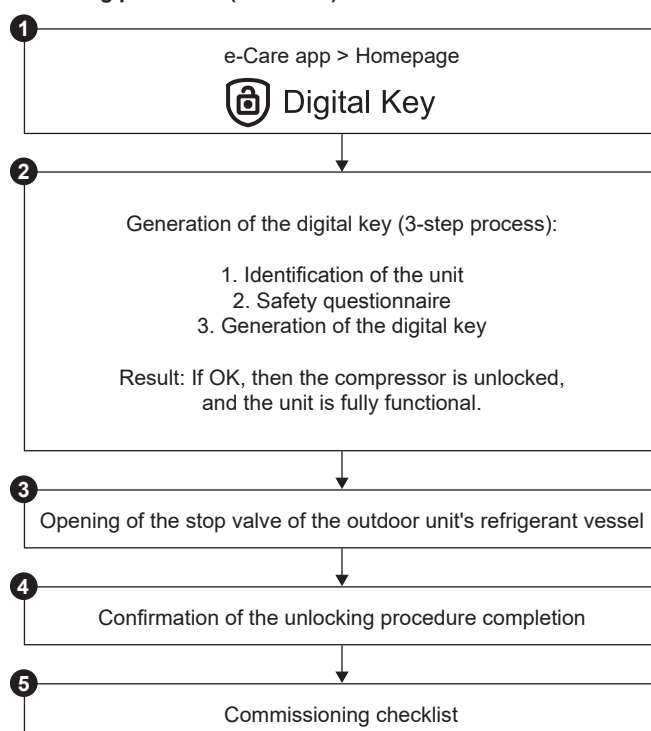 1
e-Care app > Homepage
Digital Key
2
Generation of the digital key (3-step process):
1. Identification of the unit
2. Safety questionnaire
3. Generation of the digital key
Result: If OK, then the compressor is unlocked,
and the unit is fully functional.
3
Opening of the stop valve of the outdoor unit's refrigerant vessel
4
Confirmation of the unlocking procedure completion
5
Commissioning checklist